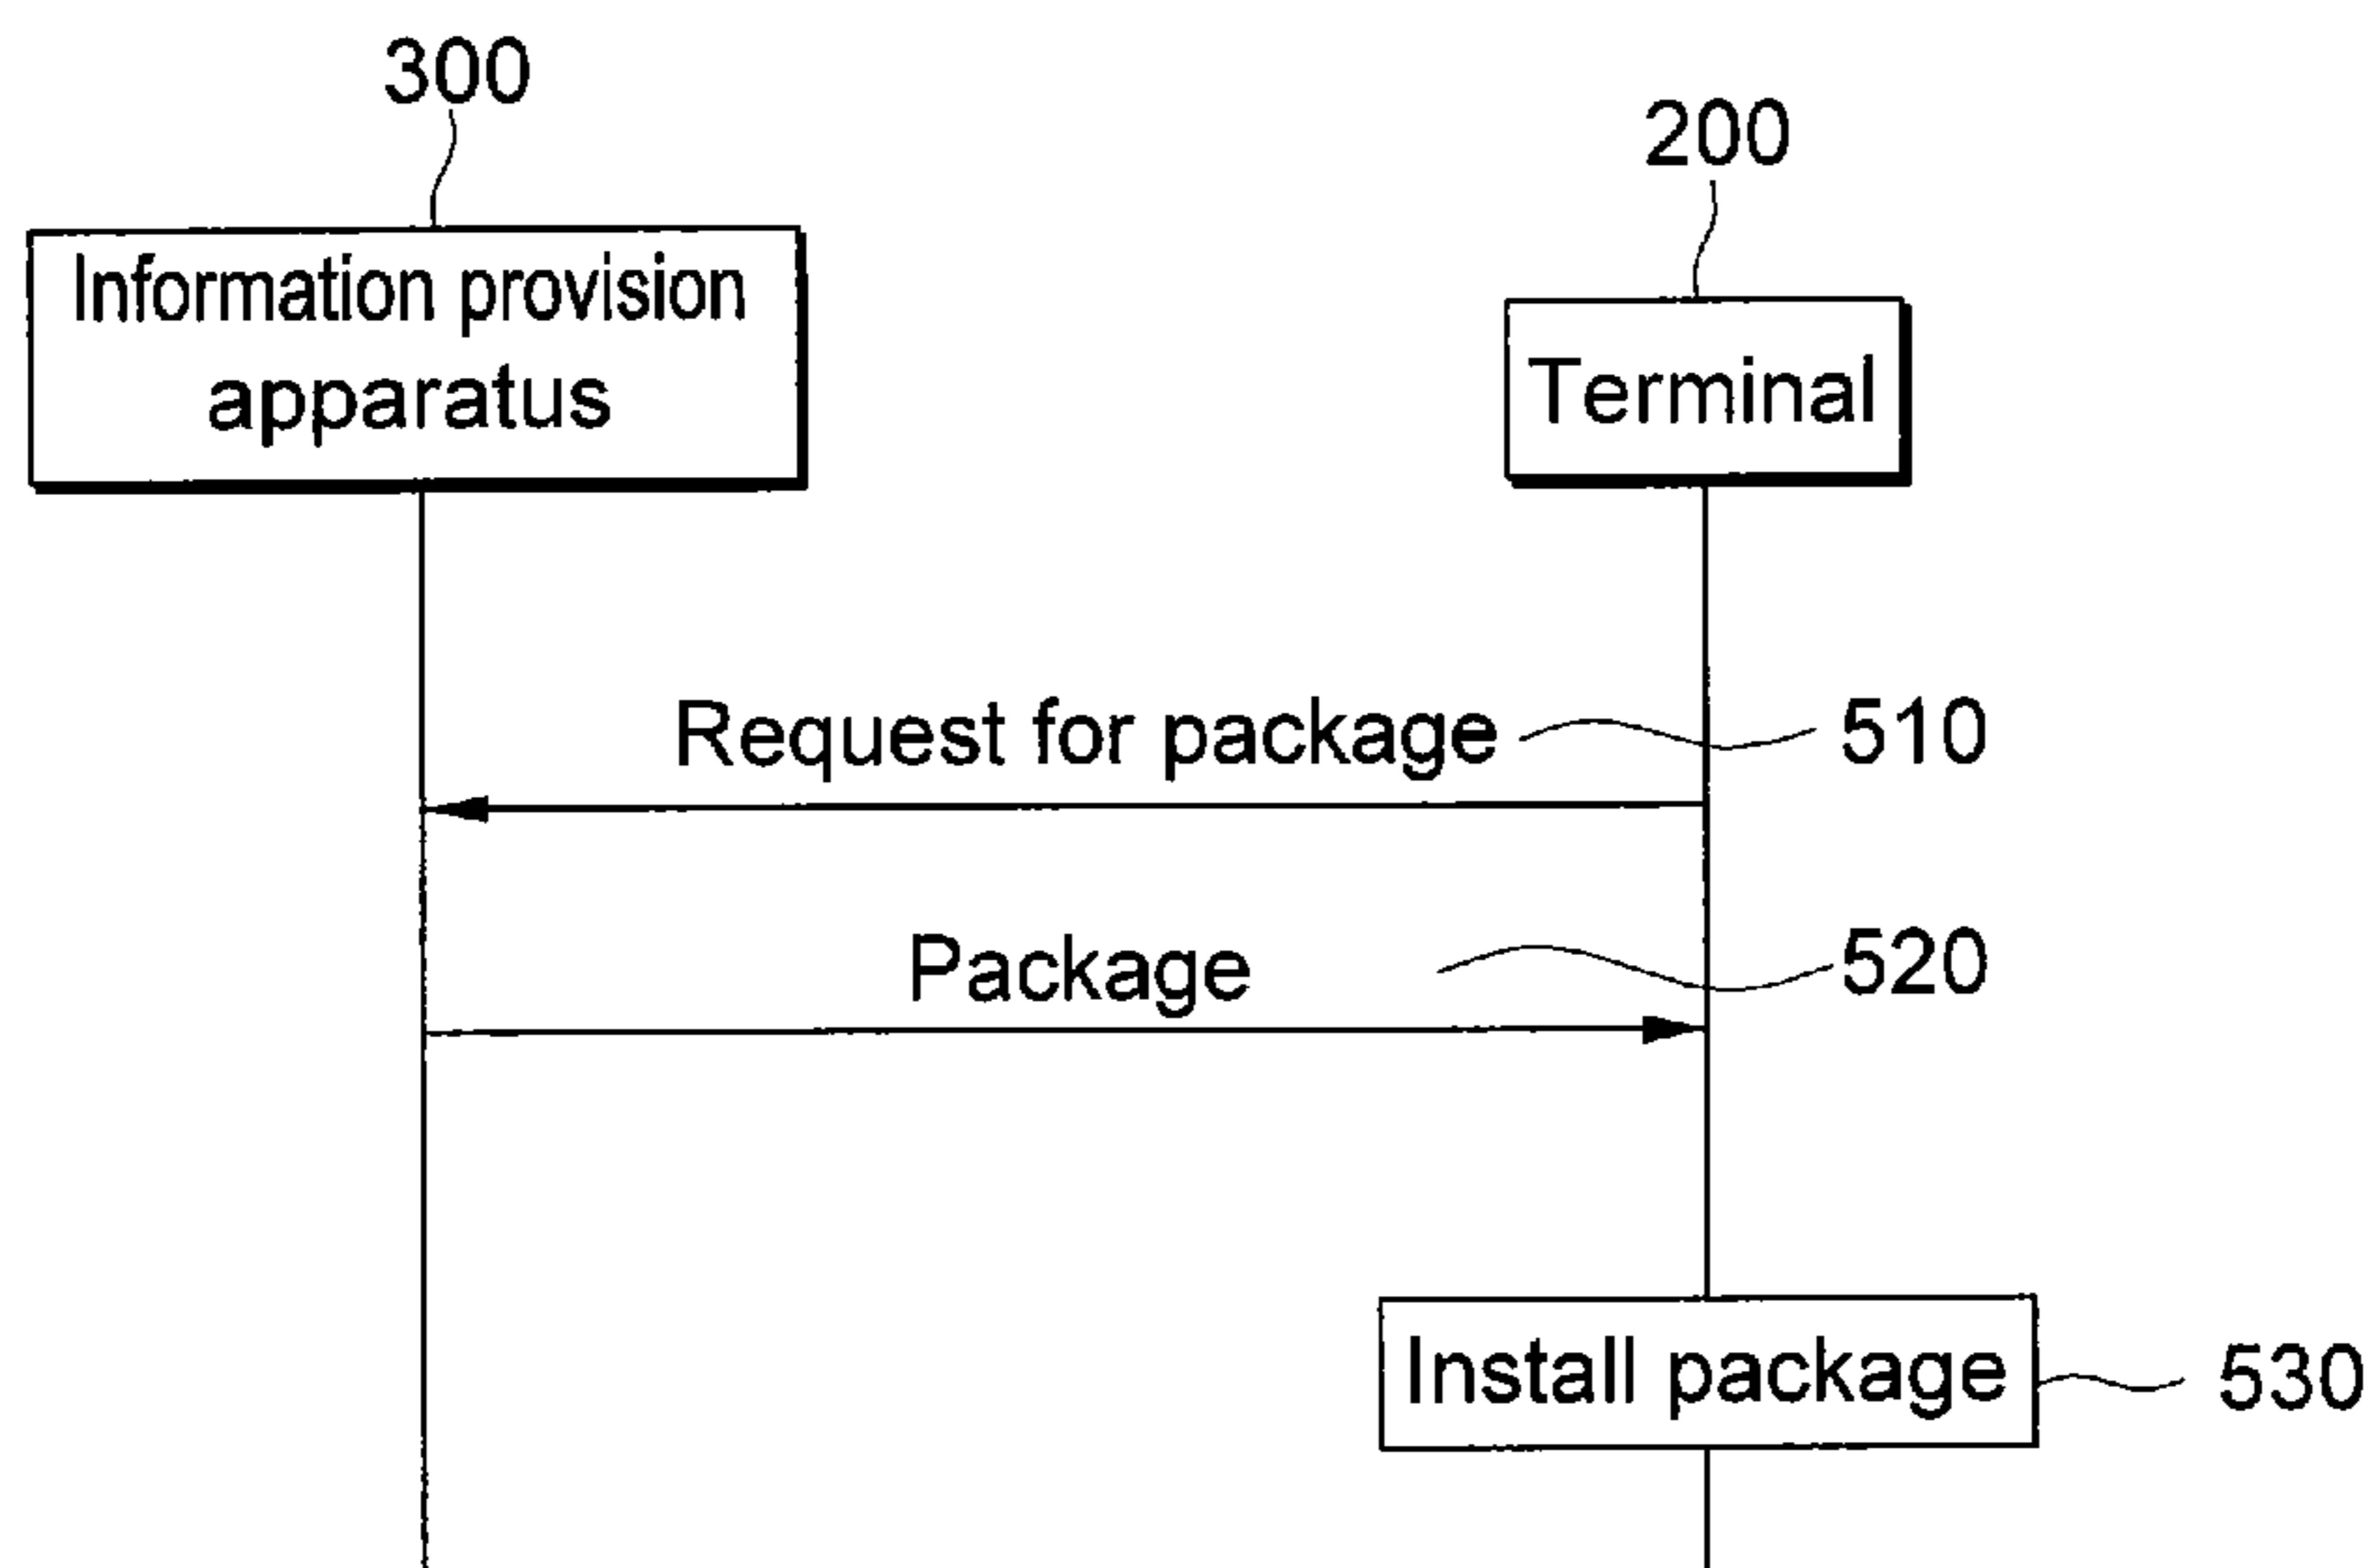 300
200
Information provision
apparatus
Terminal
Request for package
510
Package
520
Install package
530